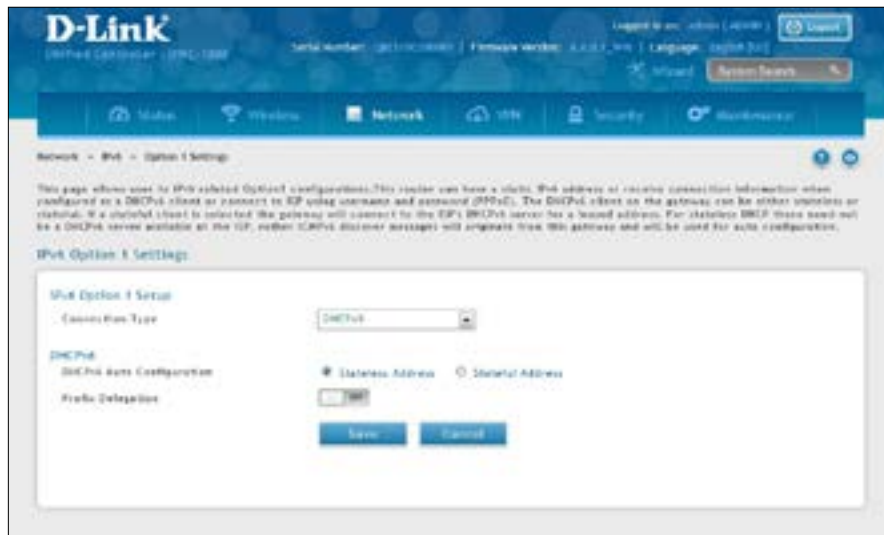 D-Link
Unified Controller - DWC-1000
Serial Number: | Firmware Version: | Language: English [US]
Logged in as: admin ( ADMIN ) Logout
Wizard System Search
Status Wireless Network VPN Security Maintenance
Network » IPv6 » Option 1 Settings
This page allows user to IPv6 related Option1 configurations.This router can have a static IPv6 address or receive connection information when
configured as a DHCPv6 client or connect to ISP using username and password (PPPoE). The DHCPv6 client on the gateway can be either stateless or
stateful. If a stateful client is selected the gateway will connect to the ISP's DHCPv6 server for a leased address. For stateless DHCP there need not
be a DHCPv6 server available at the ISP, rather ICMPv6 discover messages will originate from this gateway and will be used for auto configuration.
IPv6 Option 1 Settings
IPv6 Option 1 Setup
Connection Type DHCPv6
DHCPv6
DHCPv6 Auto Configuration Stateless Address Stateful Address
Prefix Delegation OFF
Save Cancel